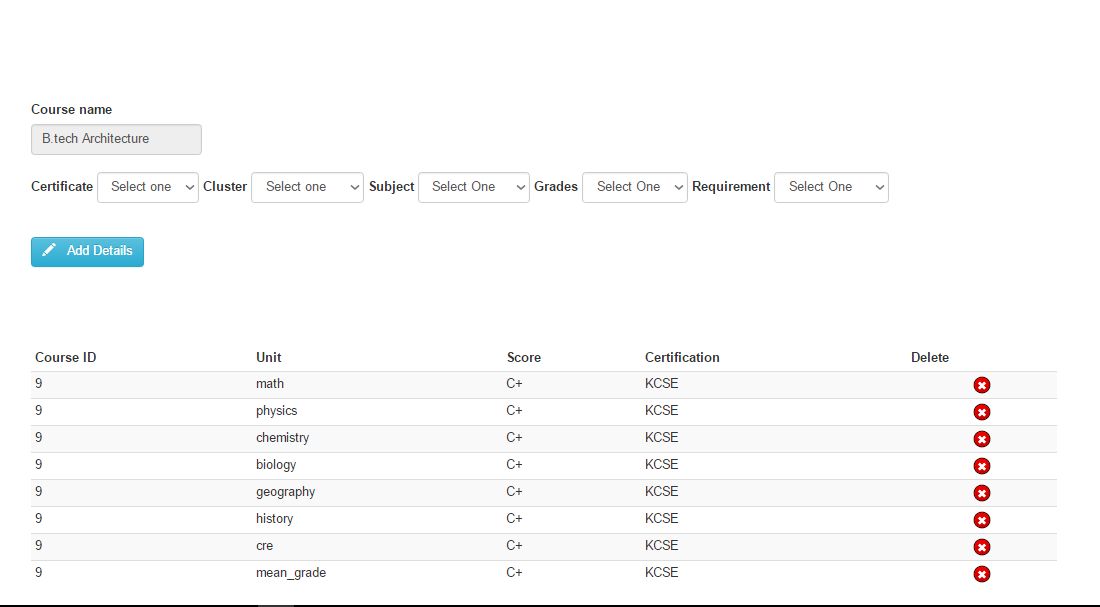 Course name
B.tech Architecture
Certificate Select one Cluster Select one Subject Select One Grades Select One Requirement Select One
Add Details
Course ID Unit Score Certification Delete
9 math C+ KCSE
9 physics C+ KCSE
9 chemistry C+ KCSE
9 biology C+ KCSE
9 geography C+ KCSE
9 history C+ KCSE
9 cre C+ KCSE
9 mean_grade C+ KCSE